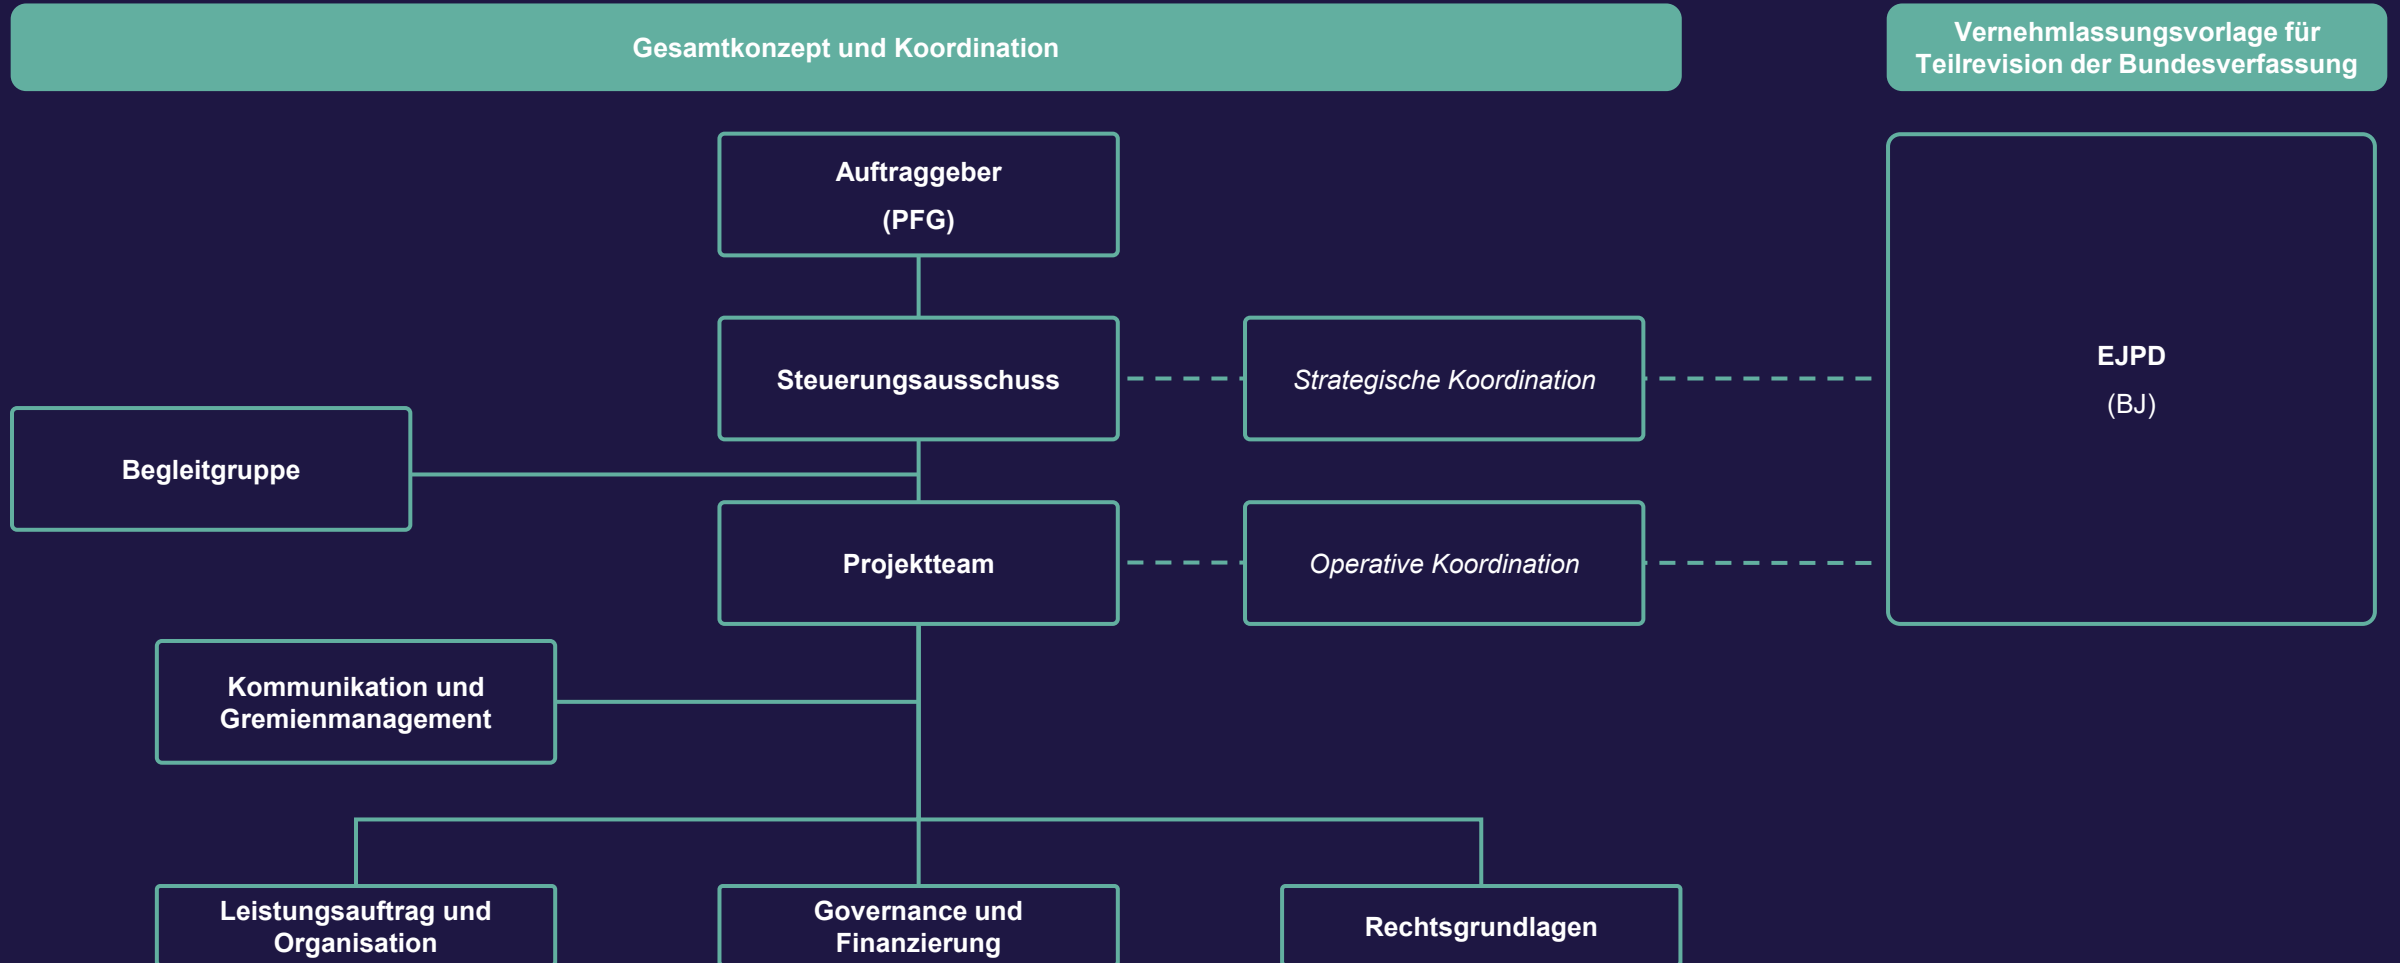 Gesamtkonzept und Koordination
Vernehmlassungsvorlage für
Teilrevision der Bundesverfassung
Auftraggeber
(PFG)
Steuerungsausschuss
Strategische Koordination
EJPD
(BJ)
Begleitgruppe
Projektteam
Operative Koordination
Kommunikation und
Gremienmanagement
Leistungsauftrag und
Organisation
Governance und
Finanzierung
Rechtsgrundlagen